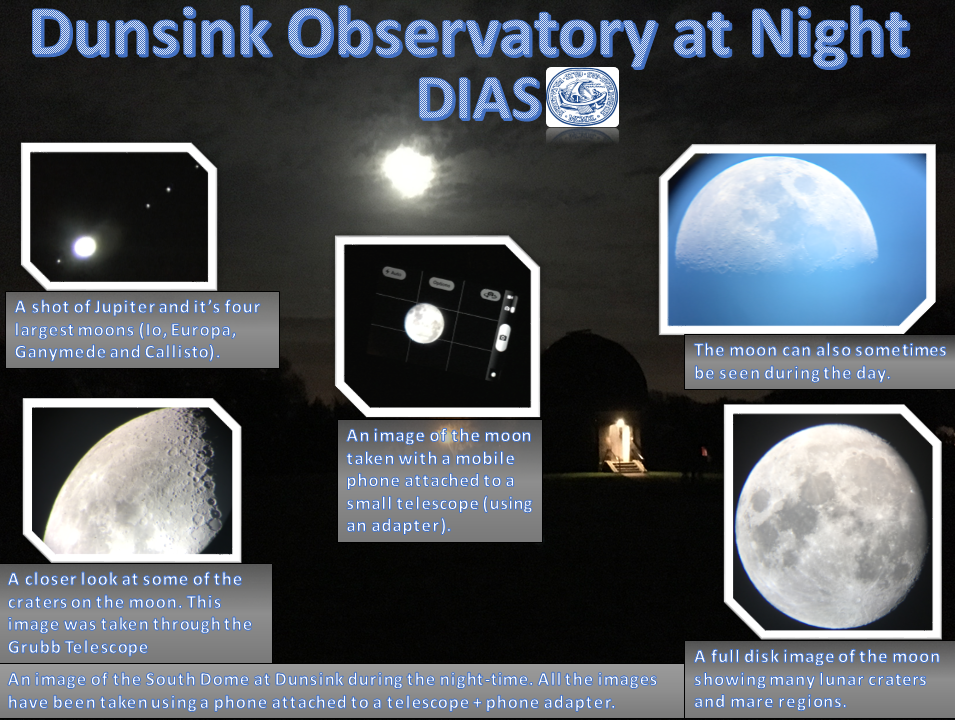 Dunsink Observatory at Night
DIAS
A shot of Jupiter and it's four
largest moons (Io, Europa,
Ganymede and Callisto).
An image of the moon
taken with a mobile
phone attached to a
small telescope (using
an adapter).
The moon can also sometimes
be seen during the day.
A closer look at some of the
craters on the moon. This
image was taken through the
Grubb Telescope
A full disk image of the moon
showing many lunar craters
and mare regions.
An image of the South Dome at Dunsink during the night-time. All the images
have been taken using a phone attached to a telescope + phone adapter.
Auto
Options